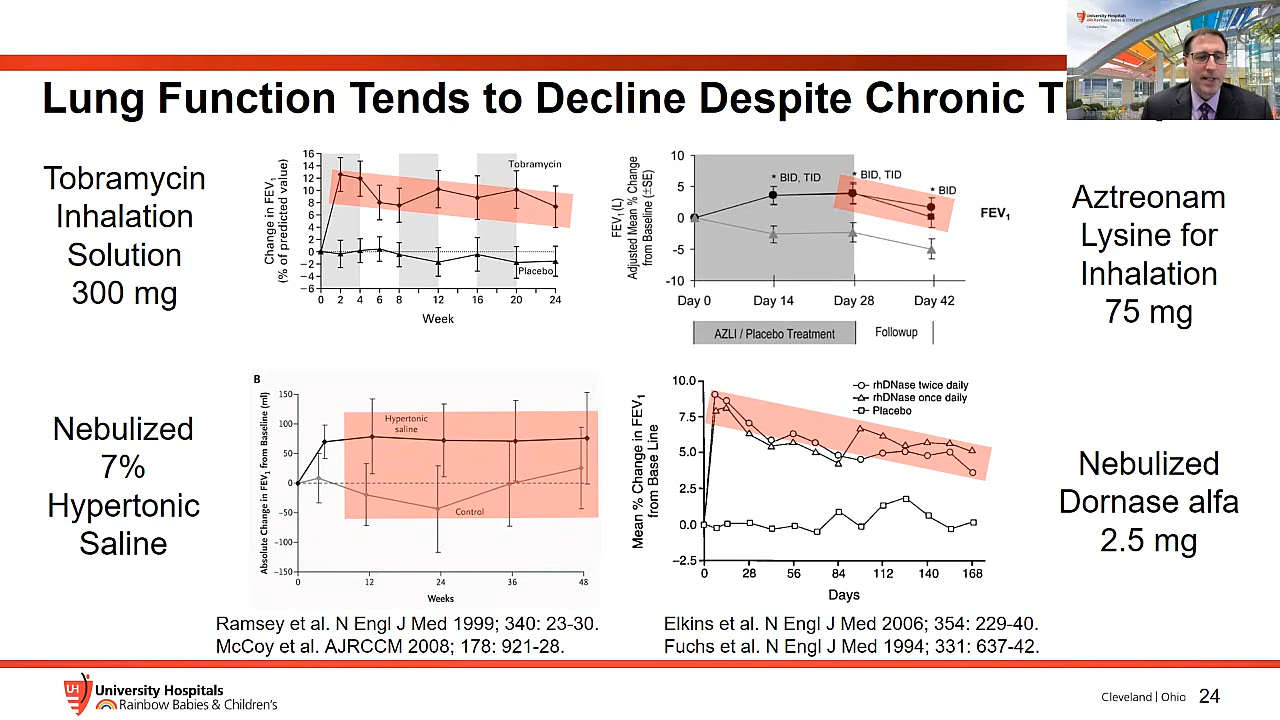 University Hospitals
Rainbow Babies & Children's
Lung Function Tends to Decline Despite Chronic T
Tobramycin
Inhalation
Solution
300 mg
Change in FEV1
(% of predicted value)
16
14
12
10
8
6
4
2
0
−2
−4
−6
Tobramycin
Placebo
0 2 4 6 8 12 16 20 24
Week
FEV1 (L)
Adjusted Mean % Change
from Baseline (±SE)
10
5
0
-5
-10
* BID, TID
* BID, TID
* BID
FEV1
Day 0 Day 14 Day 28 Day 42
AZLI / Placebo Treatment
Followup
Aztreonam
Lysine for
Inhalation
75 mg
Nebulized
7%
Hypertonic
Saline
B
Absolute Change in FEV1 from Baseline (ml)
150
100
50
0
−50
−100
−150
Hypertonic
saline
Control
0 12 24 36 48
Weeks
Mean % Change in FEV1
from Base Line
10.0
7.5
5.0
2.5
0.0
−2.5
rhDNase twice daily
rhDNase once daily
Placebo
0 28 56 84 112 140 168
Days
Nebulized
Dornase alfa
2.5 mg
Ramsey et al. N Engl J Med 1999; 340: 23-30.
McCoy et al. AJRCCM 2008; 178: 921-28.
Elkins et al. N Engl J Med 2006; 354: 229-40.
Fuchs et al. N Engl J Med 1994; 331: 637-42.
UH
University Hospitals
Rainbow Babies & Children's
Cleveland | Ohio 24